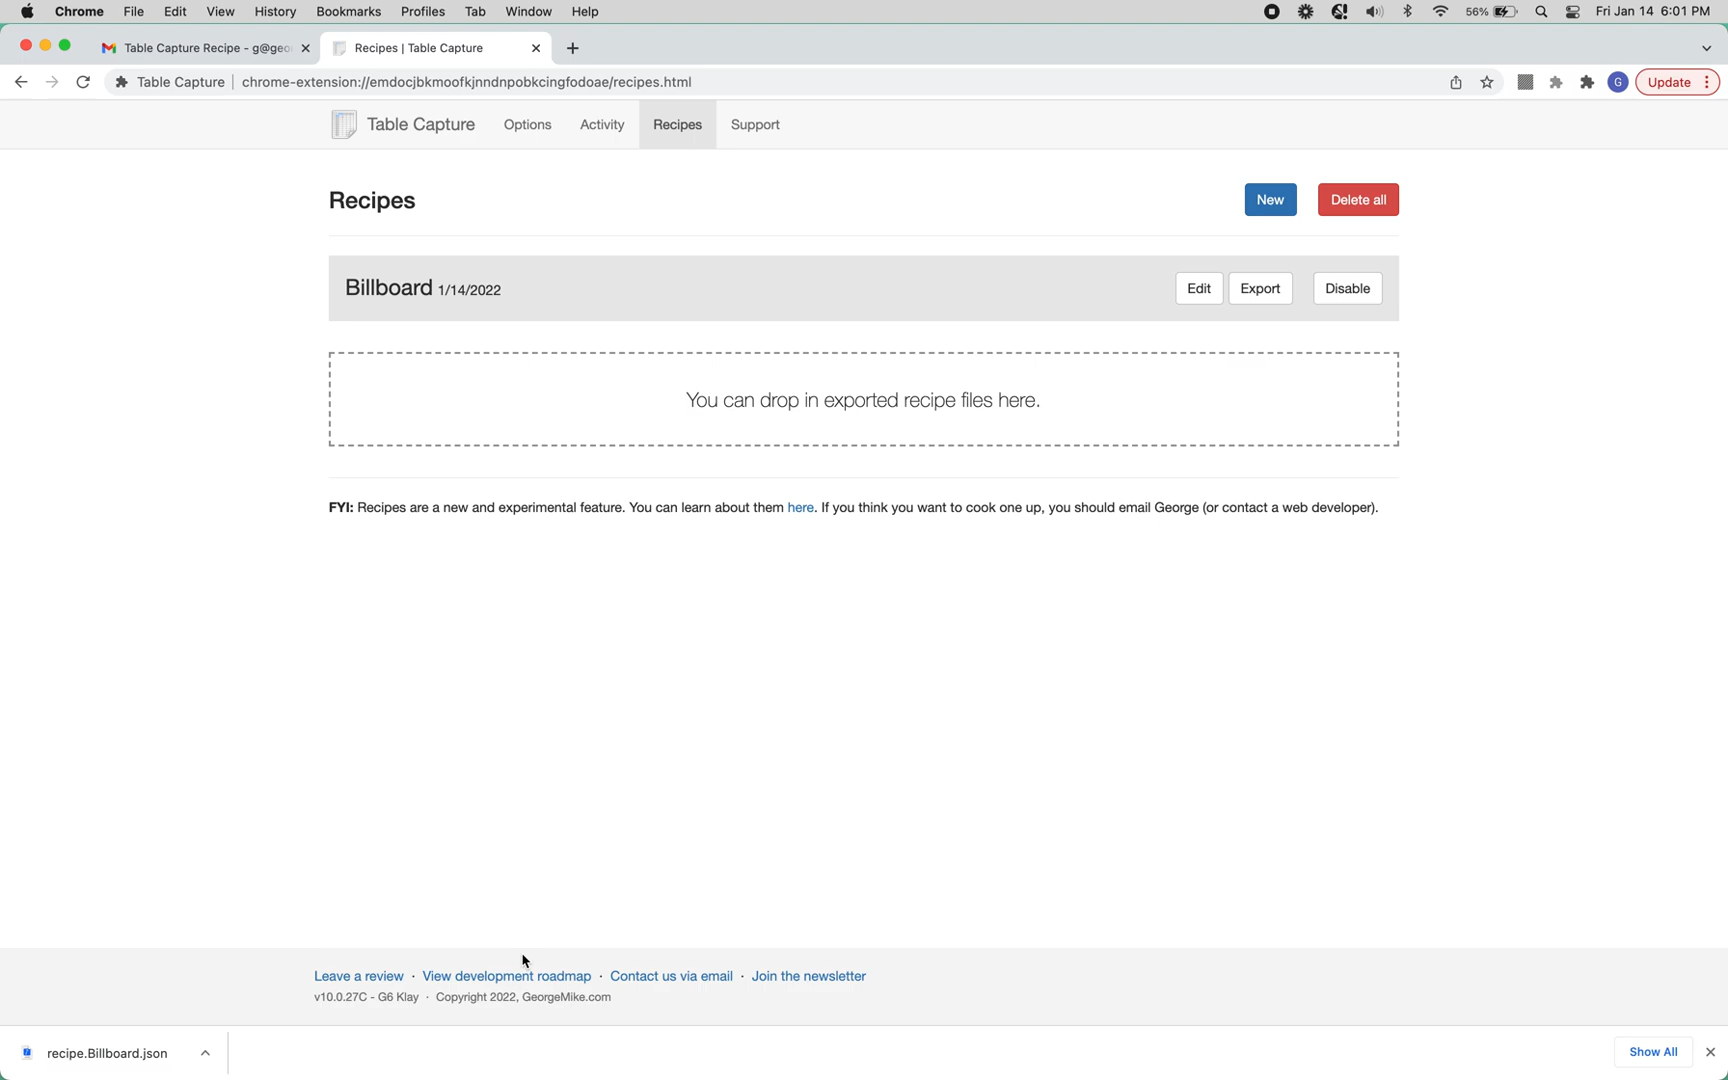 Chrome File Edit View History Bookmarks Profiles Tab Window Help 56% Fri Jan 14 6:01 PM
Table Capture Recipe - g@geo Recipes | Table Capture
Table Capture chrome-extension://emdocjbkmoofkjnndnpobkcingfodoae/recipes.html G Update
Table Capture Options Activity Recipes Support
Recipes New Delete all
Billboard 1/14/2022 Edit Export Disable
You can drop in exported recipe files here.
FYI: Recipes are a new and experimental feature. You can learn about them here. If you think you want to cook one up, you should email George (or contact a web developer).
Leave a review · View development roadmap · Contact us via email · Join the newsletter
v10.0.27C - G6 Klay · Copyright 2022, GeorgeMike.com
recipe.Billboard.json Show All